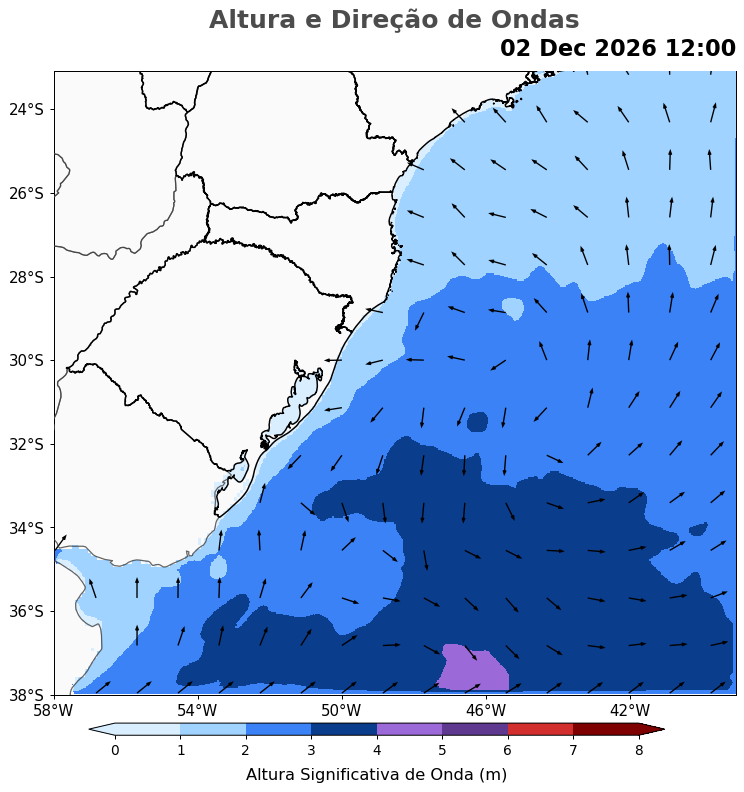 Altura e Direção de Ondas
02 Dec 2026 12:00
24°S
26°S
28°S
30°S
32°S
34°S
36°S
38°S
58°W 54°W 50°W 46°W 42°W
0 1 2 3 4 5 6 7 8
Altura Significativa de Onda (m)